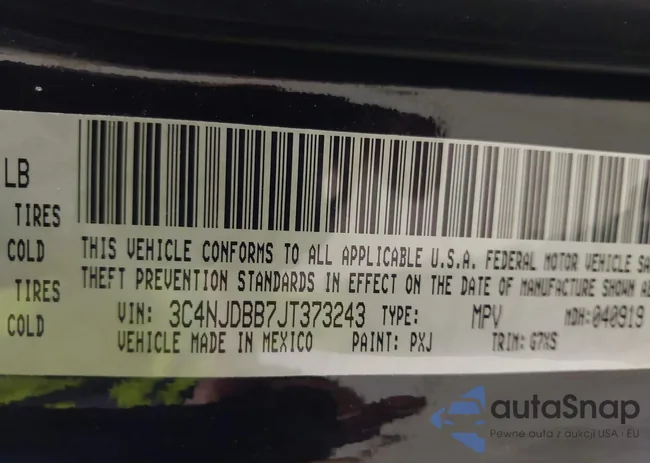 LB
TIRES
COLD
TIRES
COLD
THIS VEHICLE CONFORMS TO ALL APPLICABLE U.S.A. FEDERAL MOTOR VEHICLE SA
THEFT PREVENTION STANDARDS IN EFFECT ON THE DATE OF MANUFACTURE SHOWN AB
VIN: 3C4NJDBB7JT373243 TYPE: MPV MDH: 040919
VEHICLE MADE IN MEXICO PAINT: PXJ TRIM: G7XS
autaSnap
Pewne auta z aukcji USA i EU